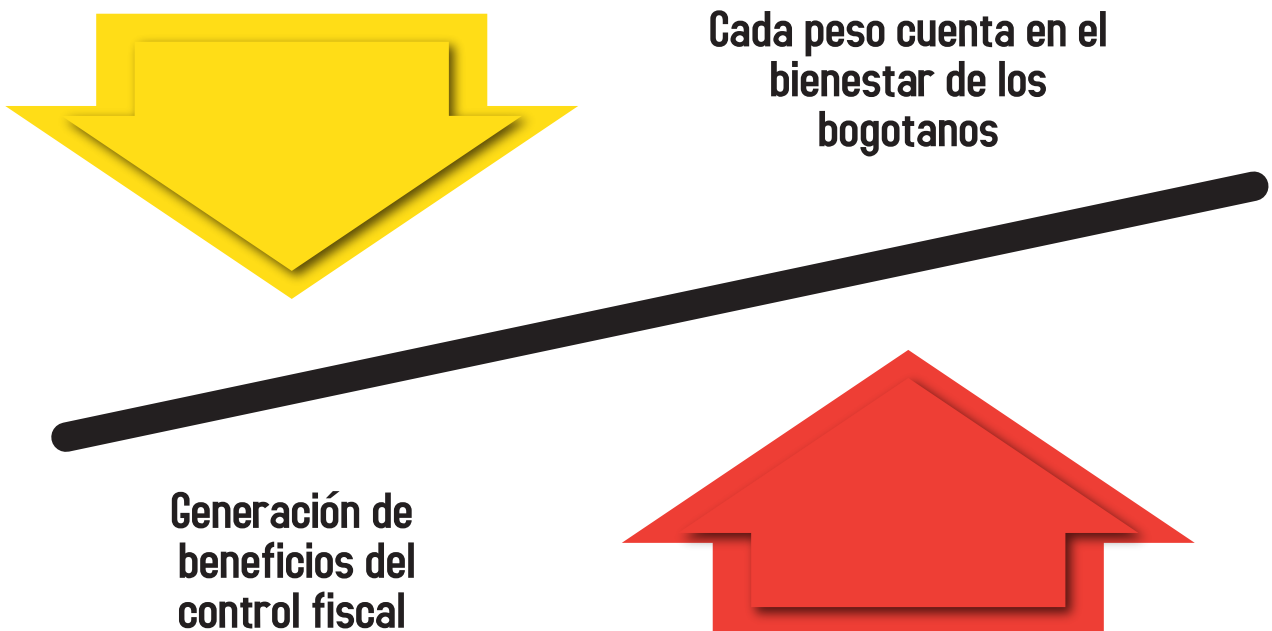 Cada peso cuenta en el
bienestar de los
bogotanos
Generación de
beneficios del
control fiscal